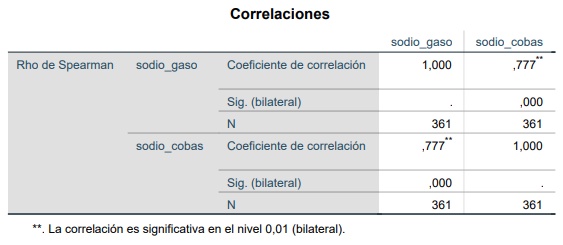 Correlaciones
sodio_gaso sodio_cobas
Rho de Spearman sodio_gaso Coeficiente de correlación 1,000 ,777**
Sig. (bilateral) . ,000
N 361 361
sodio_cobas Coeficiente de correlación ,777** 1,000
Sig. (bilateral) ,000 .
N 361 361
**. La correlación es significativa en el nivel 0,01 (bilateral).